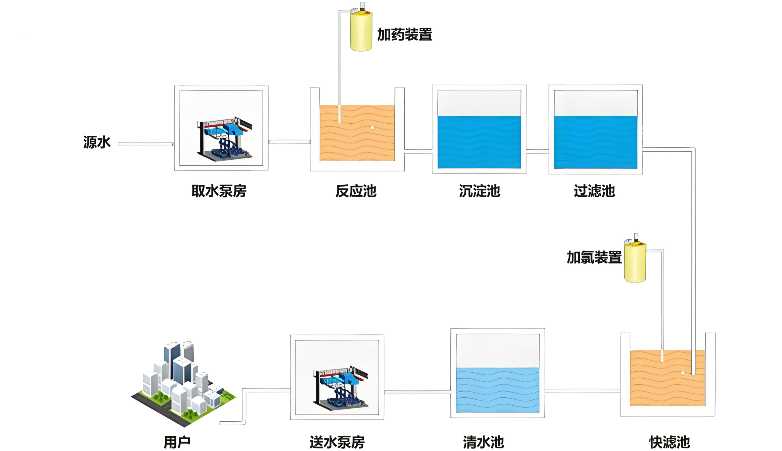 加药装置
源水
取水泵房
反应池
沉淀池
过滤池
加氯装置
用户
送水泵房
清水池
快滤池